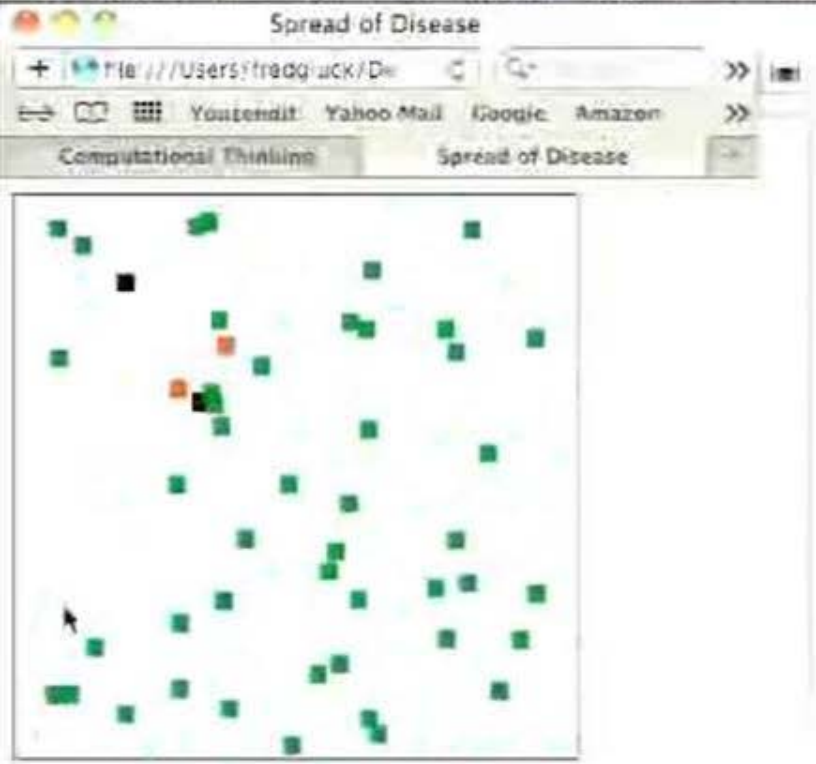 Spread of Disease
Yousendit Yahoo Mail Google Amazon
Computational Thinking Spread of Disease